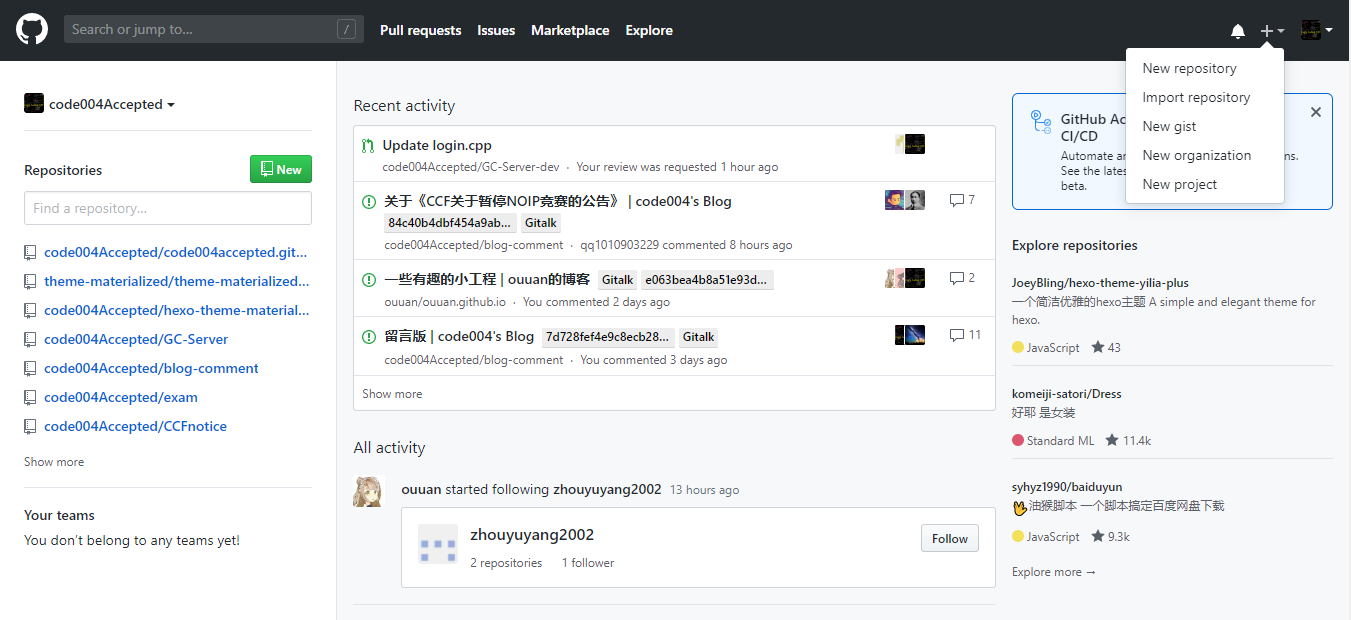 Search or jump to...
/
Pull requests
Issues
Marketplace
Explore
New repository
Import repository
New gist
New organization
New project
code004Accepted
Repositories
New
Find a repository...
code004Accepted/code004accepted.git...
theme-materialized/theme-materialized...
code004Accepted/hexo-theme-material...
code004Accepted/GC-Server
code004Accepted/blog-comment
code004Accepted/exam
code004Accepted/CCFnotice
Show more
Your teams
You don't belong to any teams yet!
Recent activity
Update login.cpp
code004Accepted/GC-Server-dev · Your review was requested 1 hour ago
关于《CCF关于暂停NOIP竞赛的公告》 | code004's Blog
7
84c40b4dbf454a9ab... Gitalk
code004Accepted/blog-comment · qq1010903229 commented 8 hours ago
一些有趣的小工程 | ouuan的博客 Gitalk e063bea4b8a51e93d...
2
ouuan/ouuan.github.io · You commented 2 days ago
留言版 | code004's Blog 7d728fef4e9c8ecb28... Gitalk
11
code004Accepted/blog-comment · You commented 3 days ago
Show more
All activity
ouuan started following zhouyuyang2002 13 hours ago
zhouyuyang2002
2 repositories 1 follower
Follow
GitHub Ac
CI/CD
Automate an
ns.
See the lates
beta.
Explore repositories
JoeyBling/hexo-theme-yilia-plus
一个简洁优雅的hexo主题 A simple and elegant theme for
hexo.
JavaScript 43
komeiji-satori/Dress
好耶 是女装
Standard ML 11.4k
syhyz1990/baiduyun
油猴脚本 一个脚本搞定百度网盘下载
JavaScript 9.3k
Explore more →